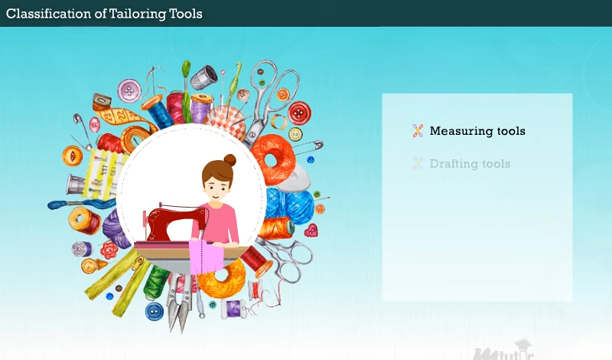 Classification of Tailoring Tools
Measuring tools
Drafting tools